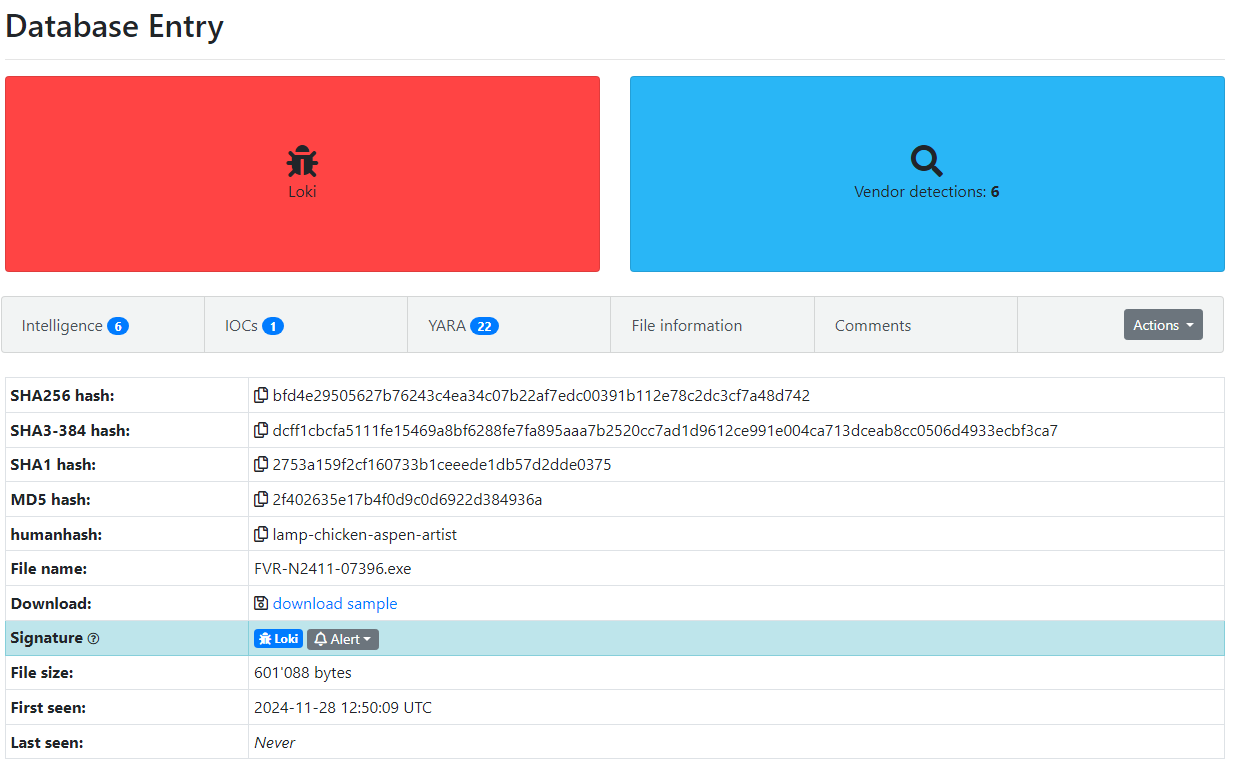 Database Entry
Loki
Vendor detections: 6
Intelligence 6 IOCs 1 YARA 22 File information Comments Actions
SHA256 hash: bfd4e29505627b76243c4ea34c07b22af7edc00391b112e78c2dc3cf7a48d742
SHA3-384 hash: dcff1cbcfa5111fe15469a8bf6288fe7fa895aaa7b2520cc7ad1d9612ce991e004ca713dceab8cc0506d4933ecbf3ca7
SHA1 hash: 2753a159f2cf160733b1ceeede1db57d2dde0375
MD5 hash: 2f402635e17b4f0d9c0d6922d384936a
humanhash: lamp-chicken-aspen-artist
File name: FVR-N2411-07396.exe
Download: download sample
Signature ? Loki Alert
File size: 601'088 bytes
First seen: 2024-11-28 12:50:09 UTC
Last seen: Never